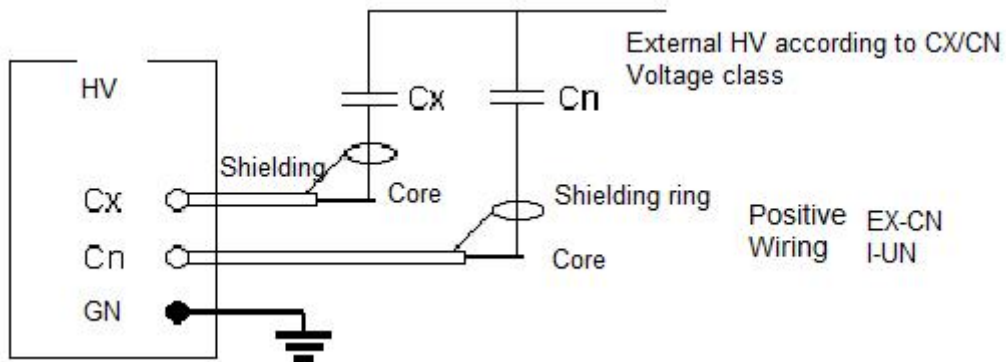 External HV according to CX/CN
Voltage class
HV
Cx
Cn
Shielding
Cx
Core
Shielding ring
Positive EX-CN
Wiring I-UN
Cn
Core
GN